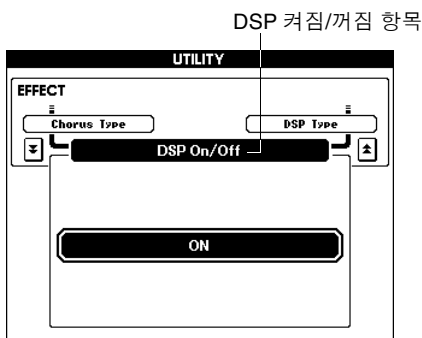 DSP 켜짐/꺼짐 항목
UTILITY
EFFECT
Chorus Type
DSP Type
DSP On/Off
ON